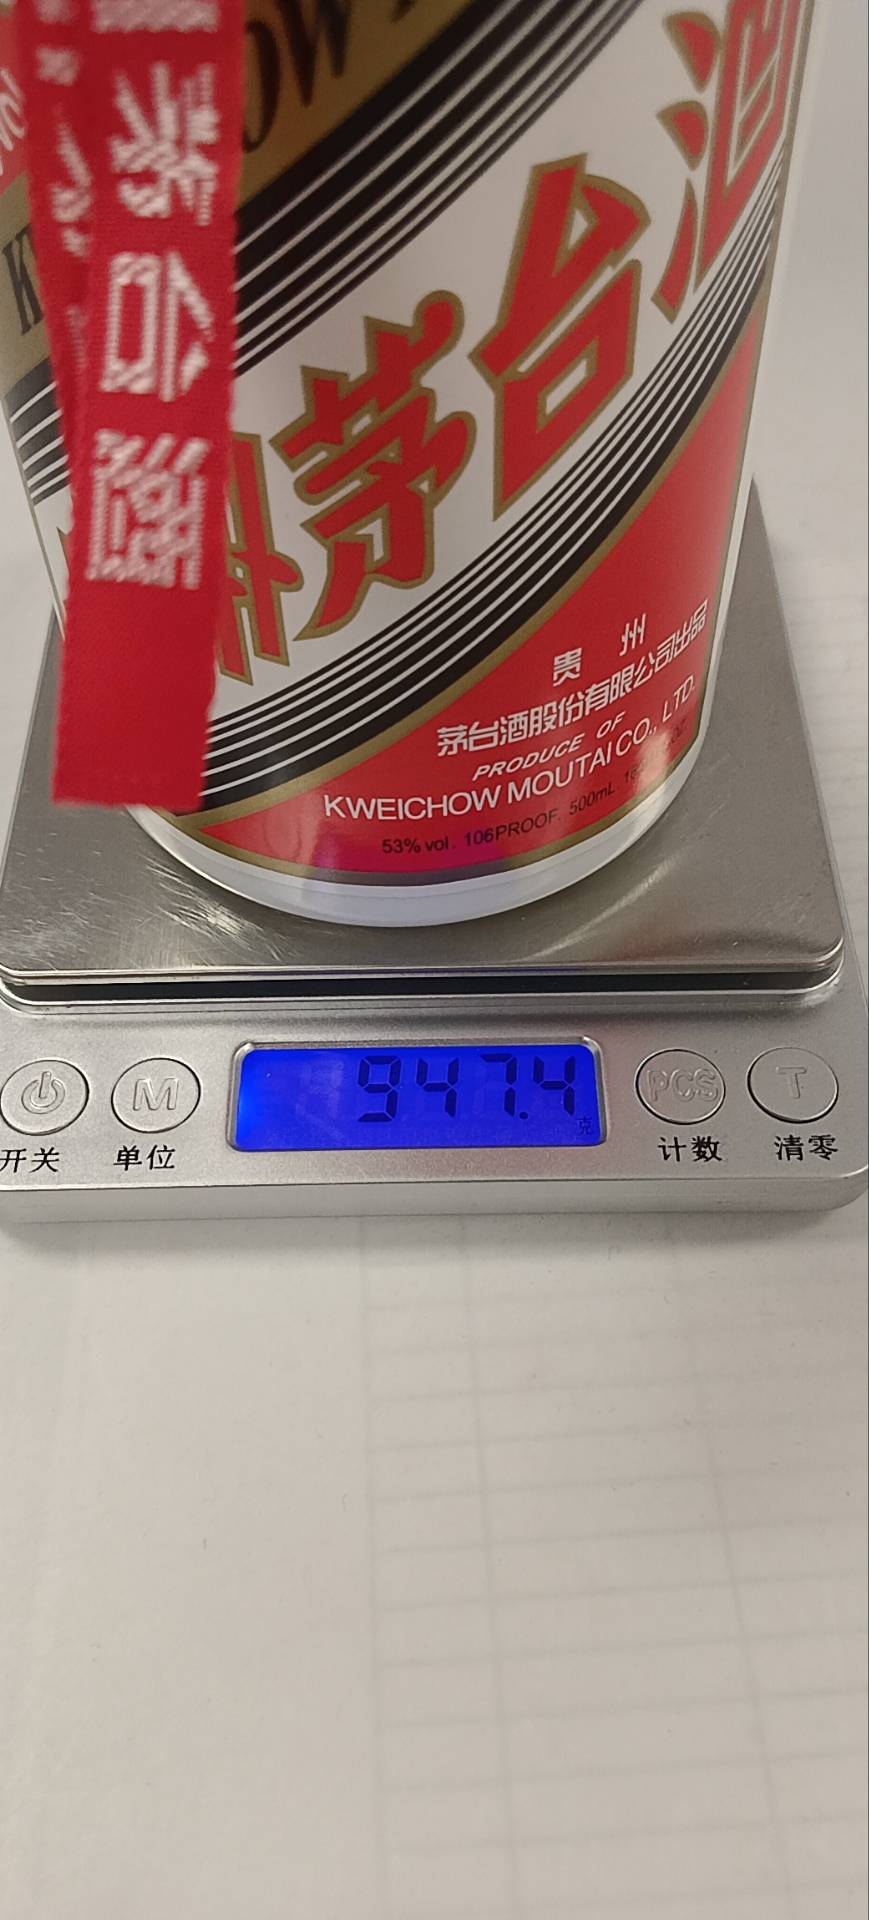 茅台酒
茅台酒
贵州
茅台酒股份有限公司出品
PRODUCE OF
KWEICHOW MOUTAI CO., LTD.
53% vol. 106PROOF. 500mL
947.4
克
M
PCS
T
开关
单位
计数
清零